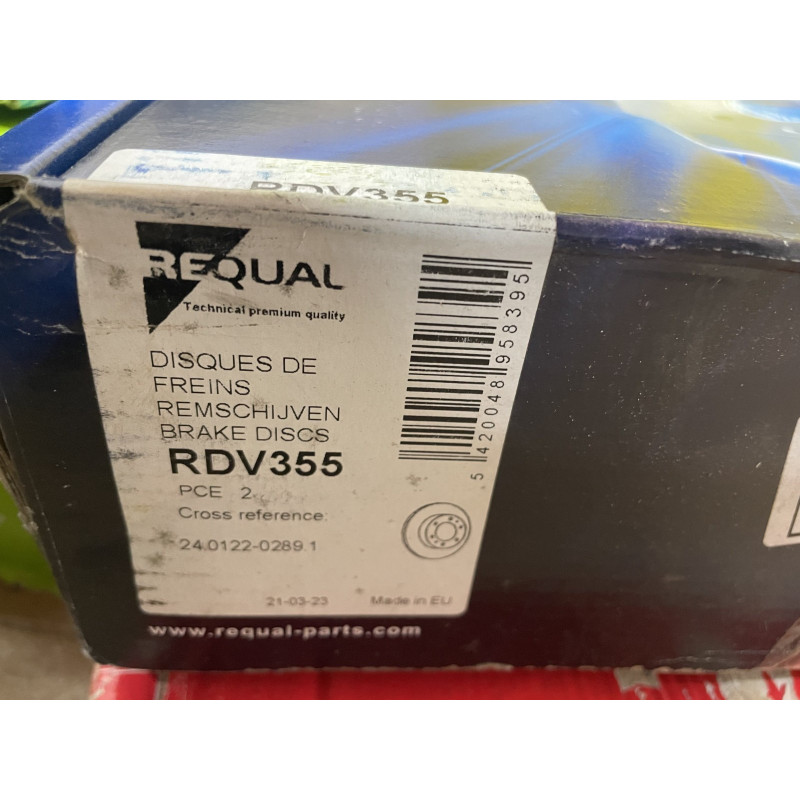 RDV355
REQUAL
Technical premium quality
DISQUES DE
FREINS
REMSCHIJVEN
BRAKE DISCS
RDV355
PCE 2
Cross reference:
24.0122-0289.1
21-03-23 Made in EU
5 420048 958395
www.requal-parts.com